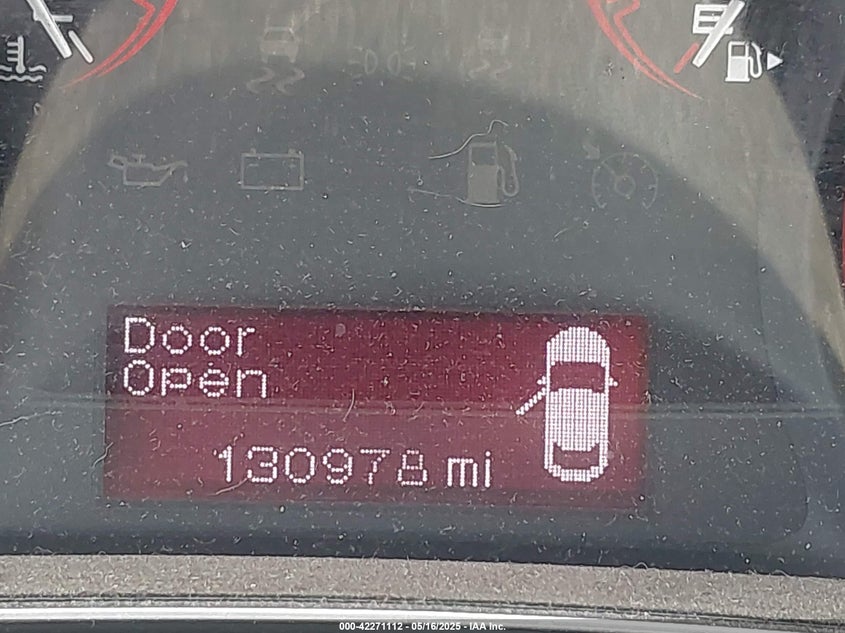 Door
Open
130978 mi
000-42271112 - 05/16/2025 - IAA Inc.